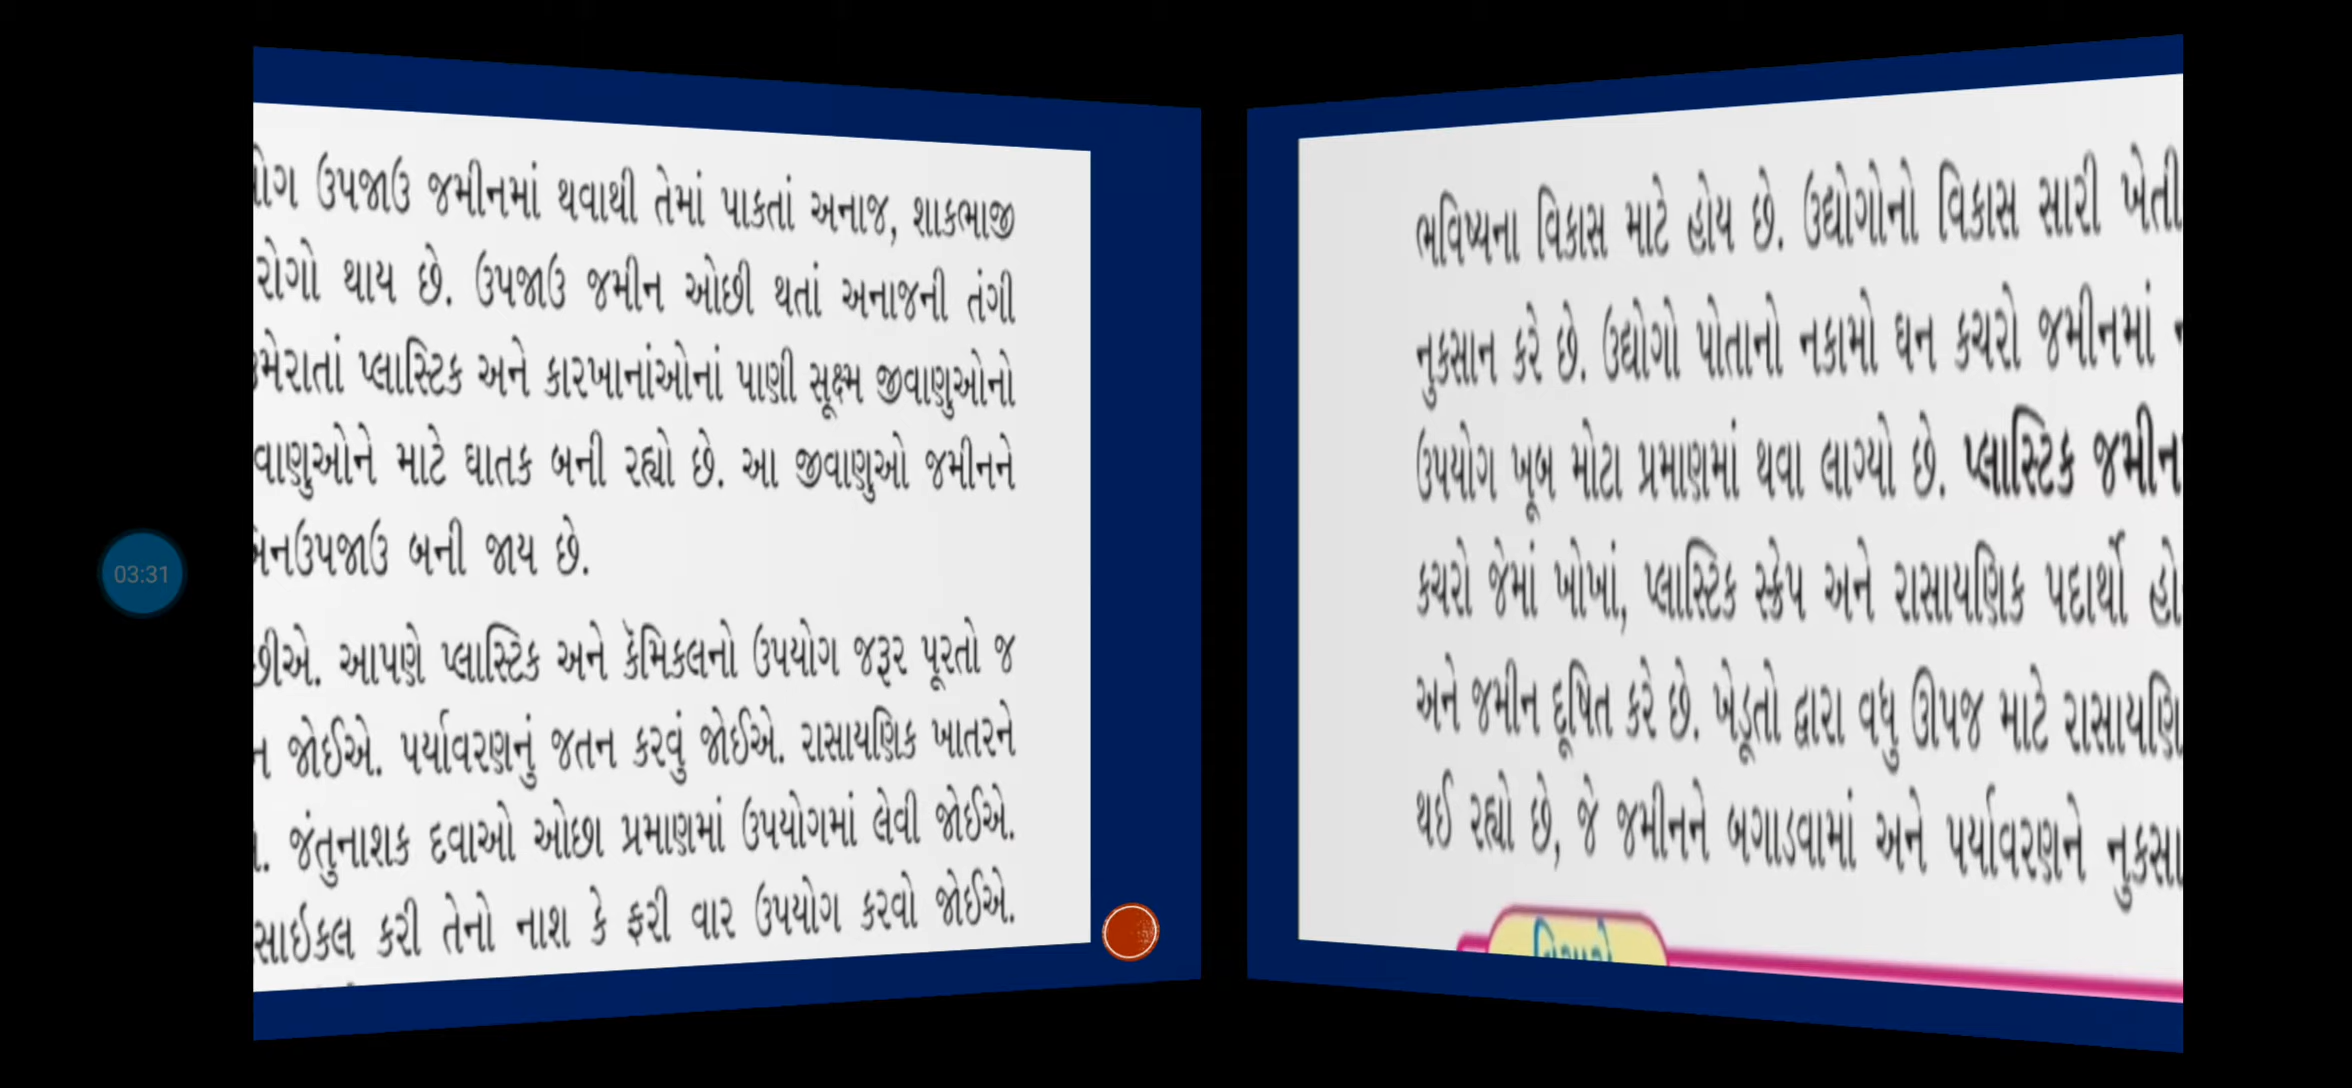 ઉપજાઉ જમીનમાં થવાથી તેમાં પાકતાં અનાજ, શાકભાજી
રોગો થાય છે. ઉપજાઉ જમીન ઓછી થતાં અનાજની તંગી
પ્લાસ્ટિક અને કારખાનાંઓનાં પાણી સૂક્ષ્મ જીવાણુઓનો
માટે ઘાતક બની રહ્યો છે. આ જીવાણુઓ જમીનને
બની જાય છે.
છીએ. આપણે પ્લાસ્ટિક અને કૅમિકલનો ઉપયોગ જરૂર પૂરતો જ
જોઈએ. પર્યાવરણનું જતન કરવું જોઈએ. રાસાયણિક ખાતરને
જંતુનાશક દવાઓ ઓછા પ્રમાણમાં ઉપયોગમાં લેવી જોઈએ.
સાઇકલ કરી તેનો નાશ કે ફરી વાર ઉપયોગ કરવો જોઈએ.
ભવિષ્યના વિકાસ માટે હોય છે. ઉદ્યોગોનો વિકાસ સારી ખેતી
નુકસાન કરે છે. ઉદ્યોગો પોતાનો નકામો ઘન કચરો જમીનમાં
ઉપયોગ ખૂબ મોટા પ્રમાણમાં થવા લાગ્યો છે. પ્લાસ્ટિક જમીન
કચરો જેમાં ખોખાં, પ્લાસ્ટિક સ્ક્રેપ અને રાસાયણિક પદાર્થો હો
અને જમીન દૂષિત કરે છે. ખેડૂતો દ્વારા વધુ ઊપજ માટે રાસાયણિ
થઈ રહ્યો છે, જે જમીનને બગાડવામાં અને પર્યાવરણને નુકસા
03:31